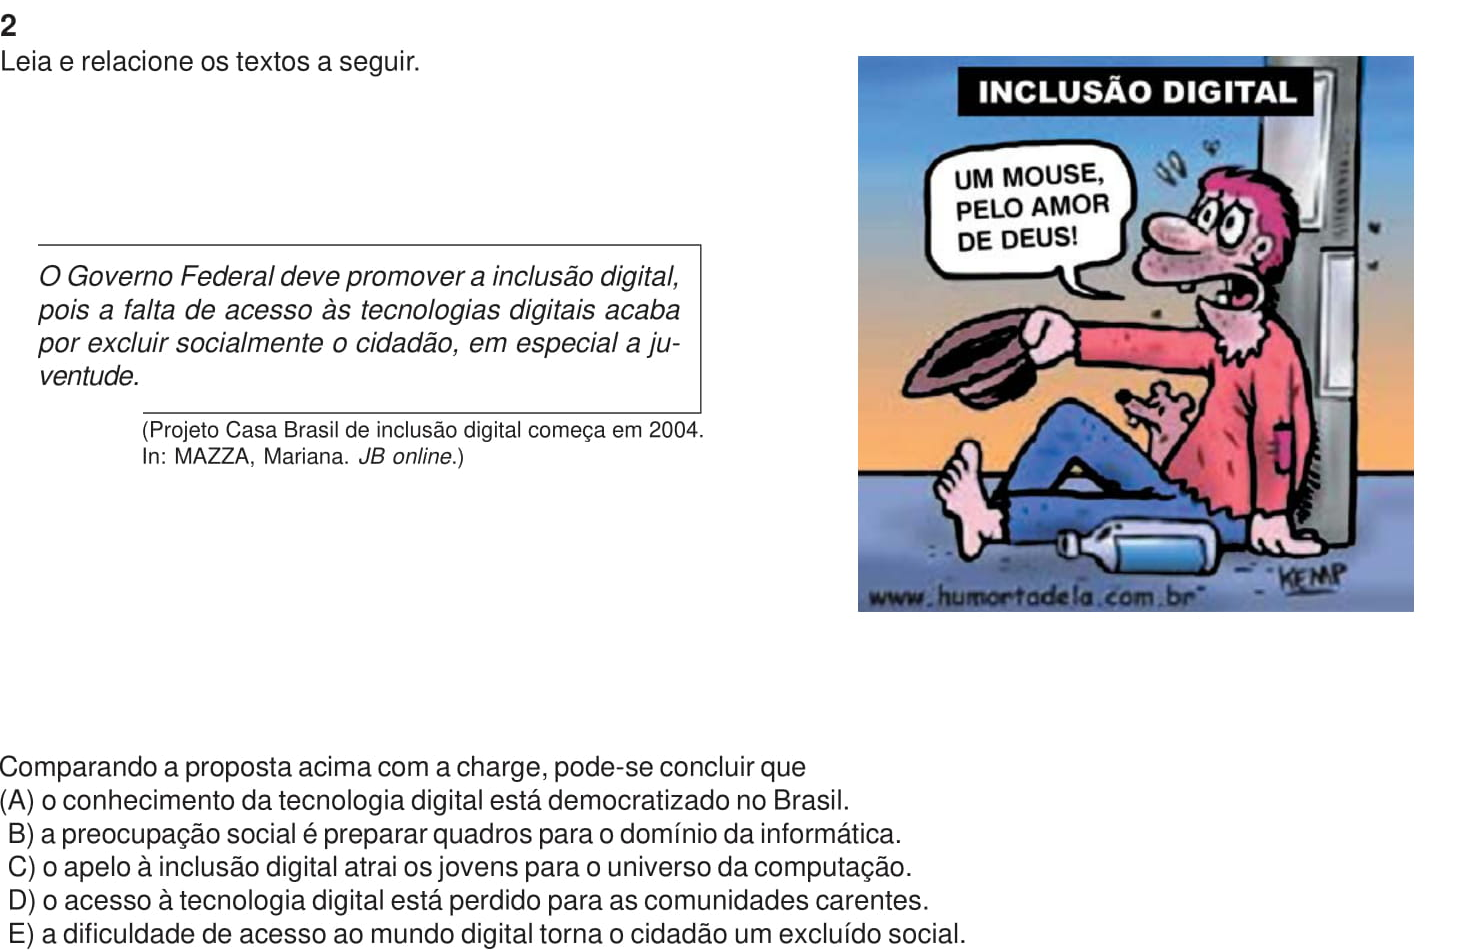 2
Leia e relacione os textos a seguir.
O Governo Federal deve promover a inclusão digital,
pois a falta de acesso às tecnologias digitais acaba
por excluir socialmente o cidadão, em especial a ju-
ventude.
(Projeto Casa Brasil de inclusão digital começa em 2004.
In: MAZZA, Mariana. JB online.)
INCLUSÃO DIGITAL
UM MOUSE,
PELO AMOR
DE DEUS!
KEMP
www.humortadela.com.br
Comparando a proposta acima com a charge, pode-se concluir que
(A) o conhecimento da tecnologia digital está democratizado no Brasil.
B) a preocupação social é preparar quadros para o domínio da informática.
C) o apelo à inclusão digital atrai os jovens para o universo da computação.
D) o acesso à tecnologia digital está perdido para as comunidades carentes.
E) a dificuldade de acesso ao mundo digital torna o cidadão um excluído social.